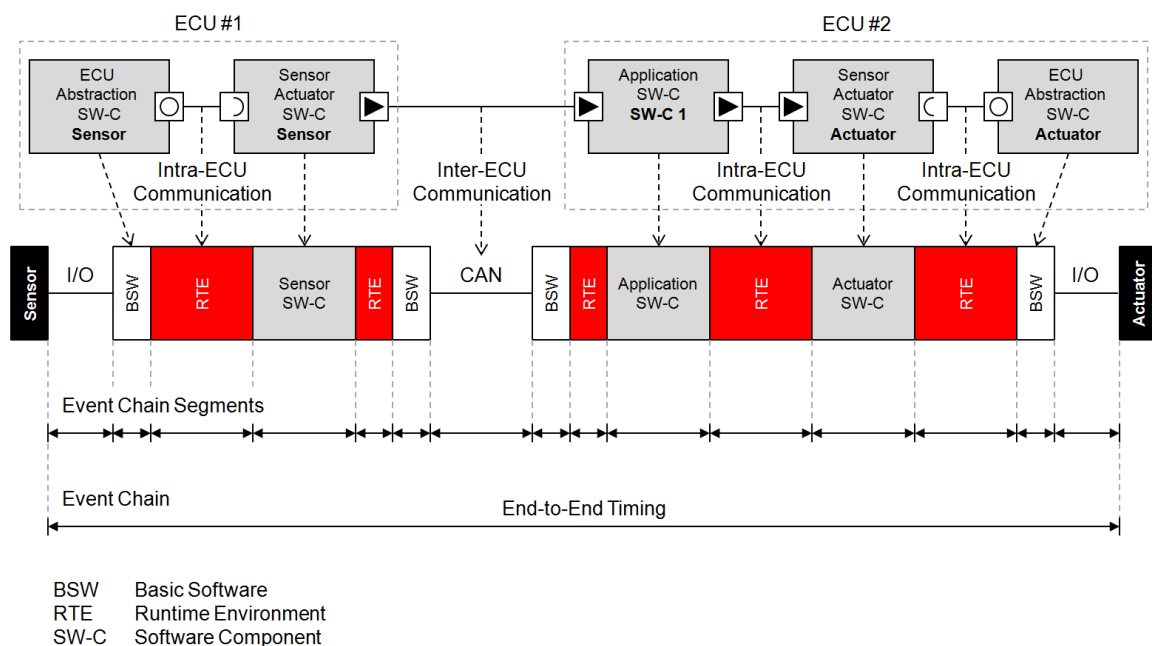 ECU #1
ECU #2
ECU
Abstraction
SW-C
Sensor
Sensor
Actuator
SW-C
Sensor
Application
SW-C
SW-C 1
Sensor
Actuator
SW-C
Actuator
ECU
Abstraction
SW-C
Actuator
Intra-ECU
Communication
Inter-ECU
Communication
Intra-ECU
Communication
Intra-ECU
Communication
Sensor
I/O
BSW
RTE
Sensor
SW-C
RTE
BSW
CAN
BSW
RTE
Application
SW-C
RTE
Actuator
SW-C
RTE
BSW
I/O
Actuator
Event Chain Segments
Event Chain
End-to-End Timing
BSW Basic Software
RTE Runtime Environment
SW-C Software Component